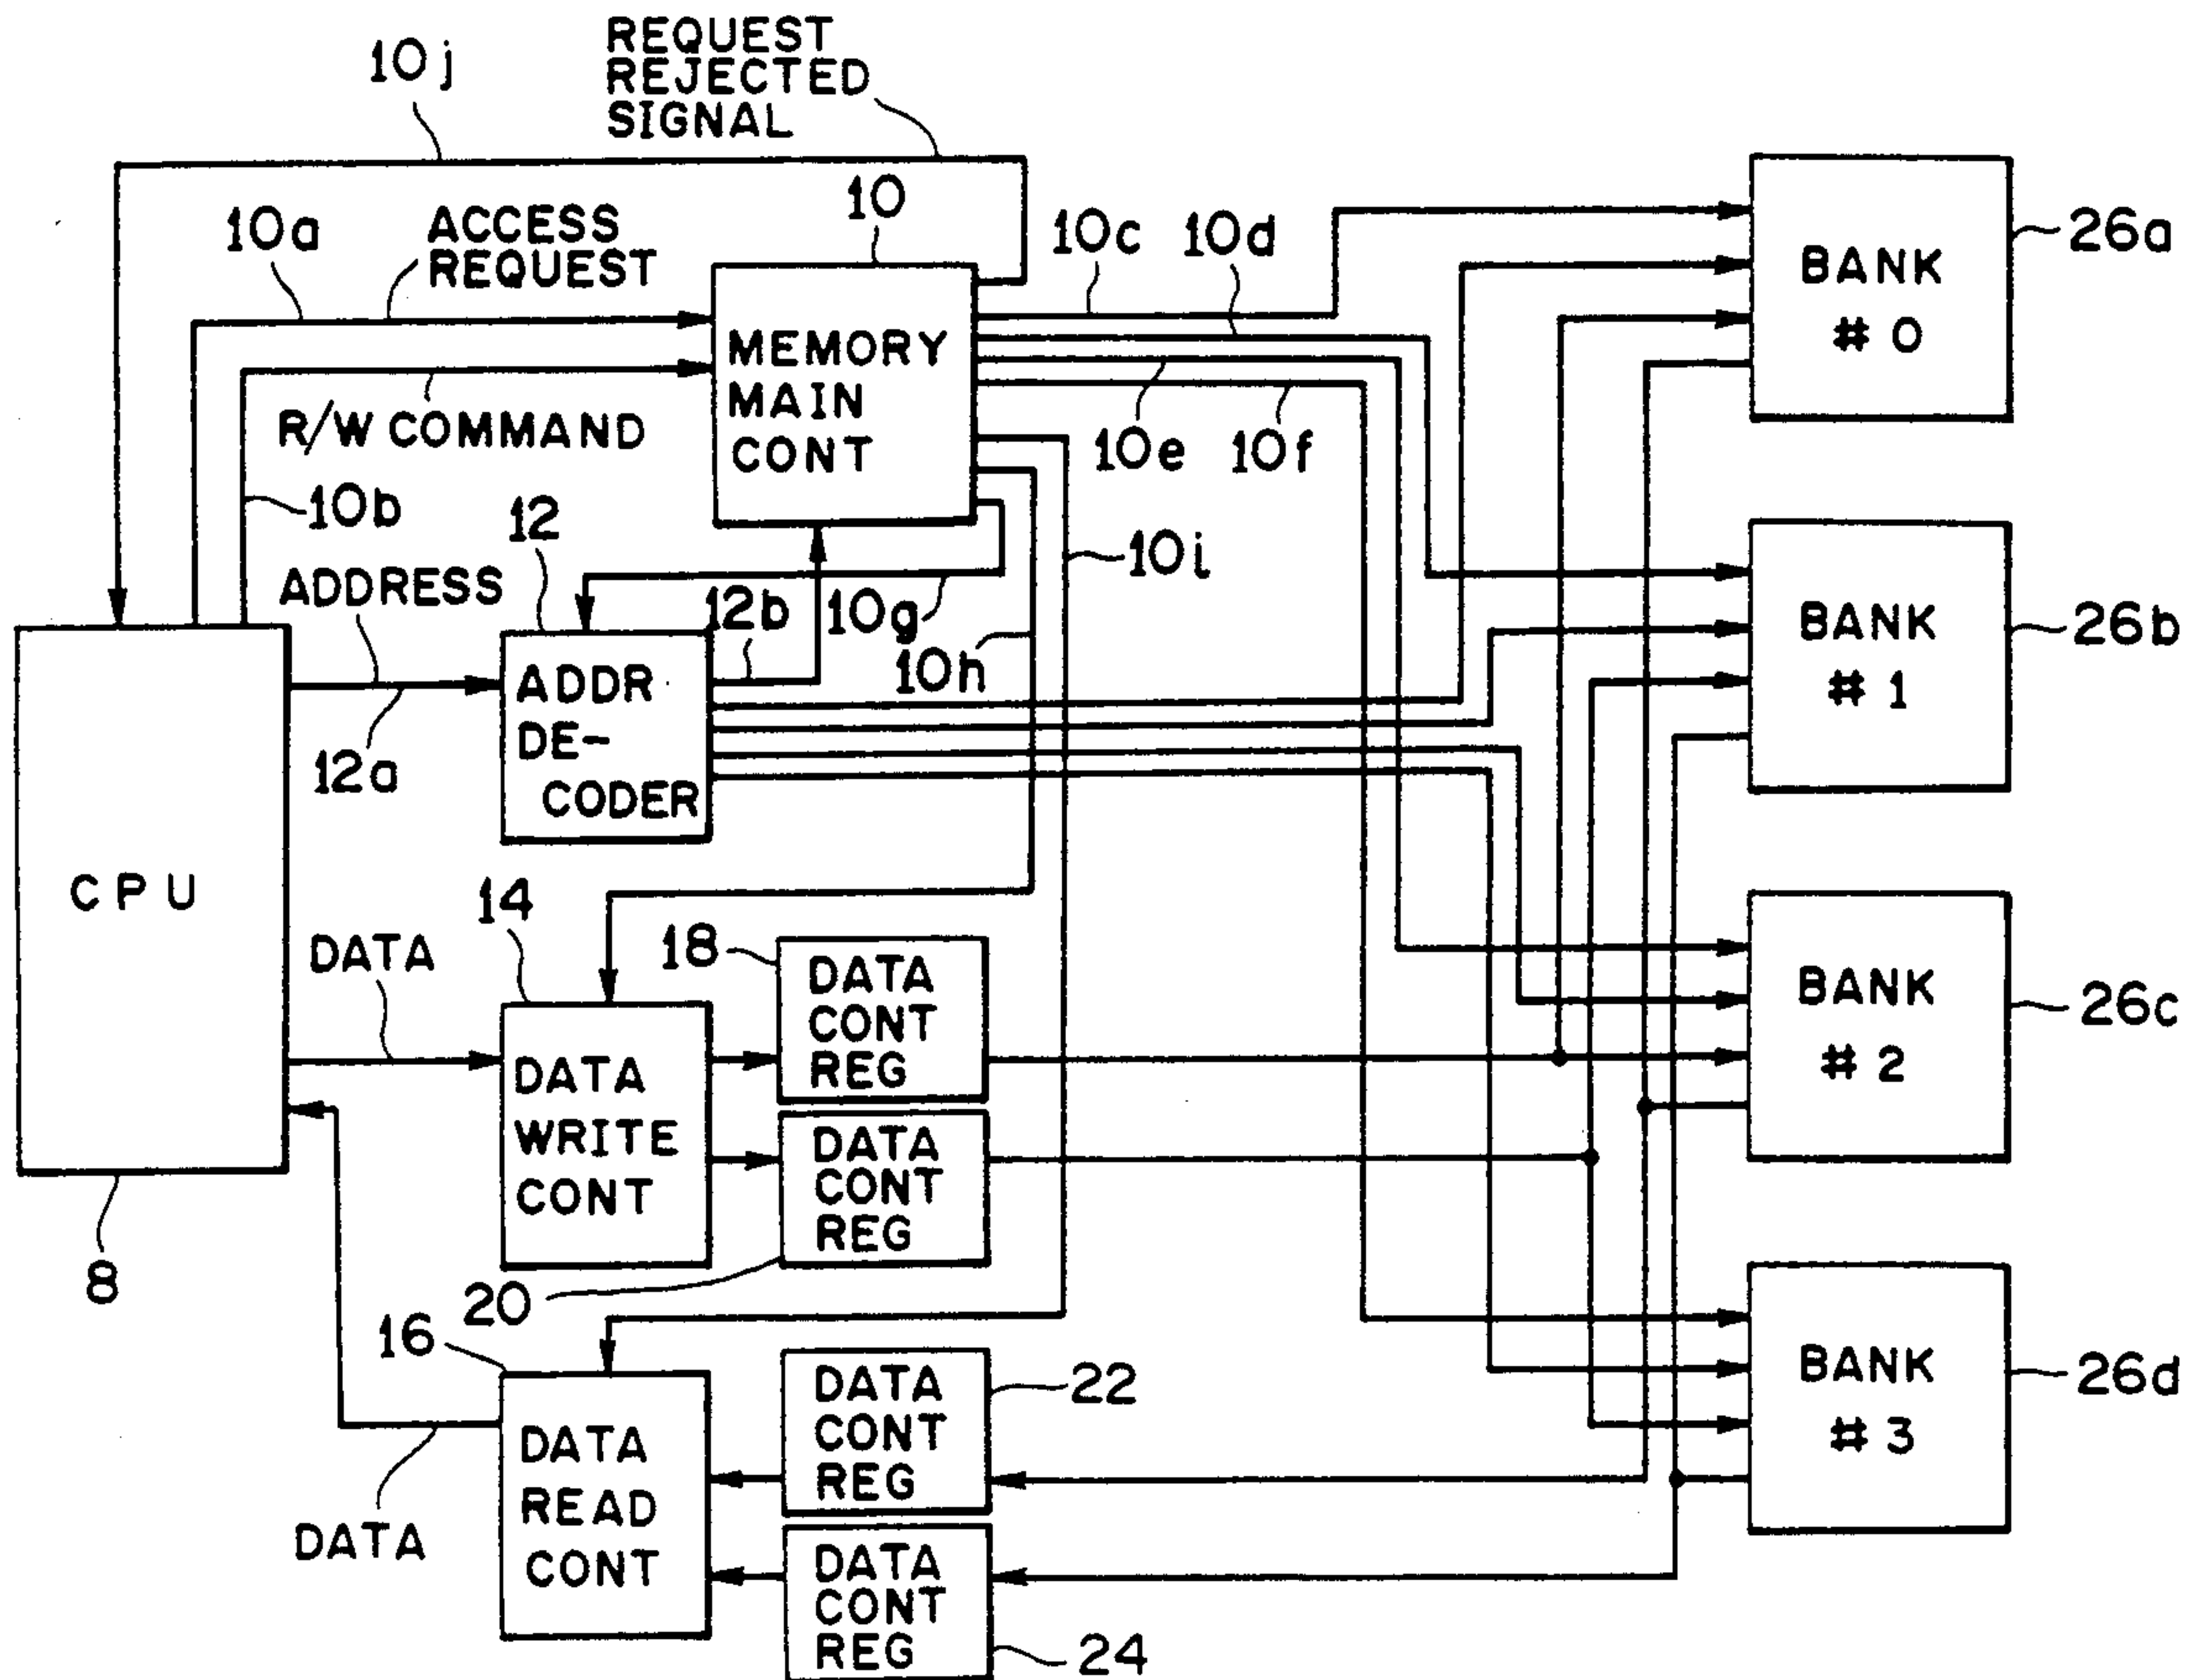 REQUEST
REJECTED
SIGNAL
10j
10
10a
ACCESS
REQUEST
10c
10d
26a
BANK
# 0
MEMORY
MAIN
CONT
R/W COMMAND
10e
10f
10b
12
10i
ADDRESS
12b
10g
10h
BANK
# 1
26b
ADDR
DE-
CODER
12a
CPU
14
DATA
18
DATA
CONT
REG
BANK
# 2
26c
DATA
WRITE
CONT
DATA
CONT
REG
8
20
16
DATA
CONT
REG
22
BANK
# 3
26d
DATA
READ
CONT
DATA
DATA
CONT
REG
24